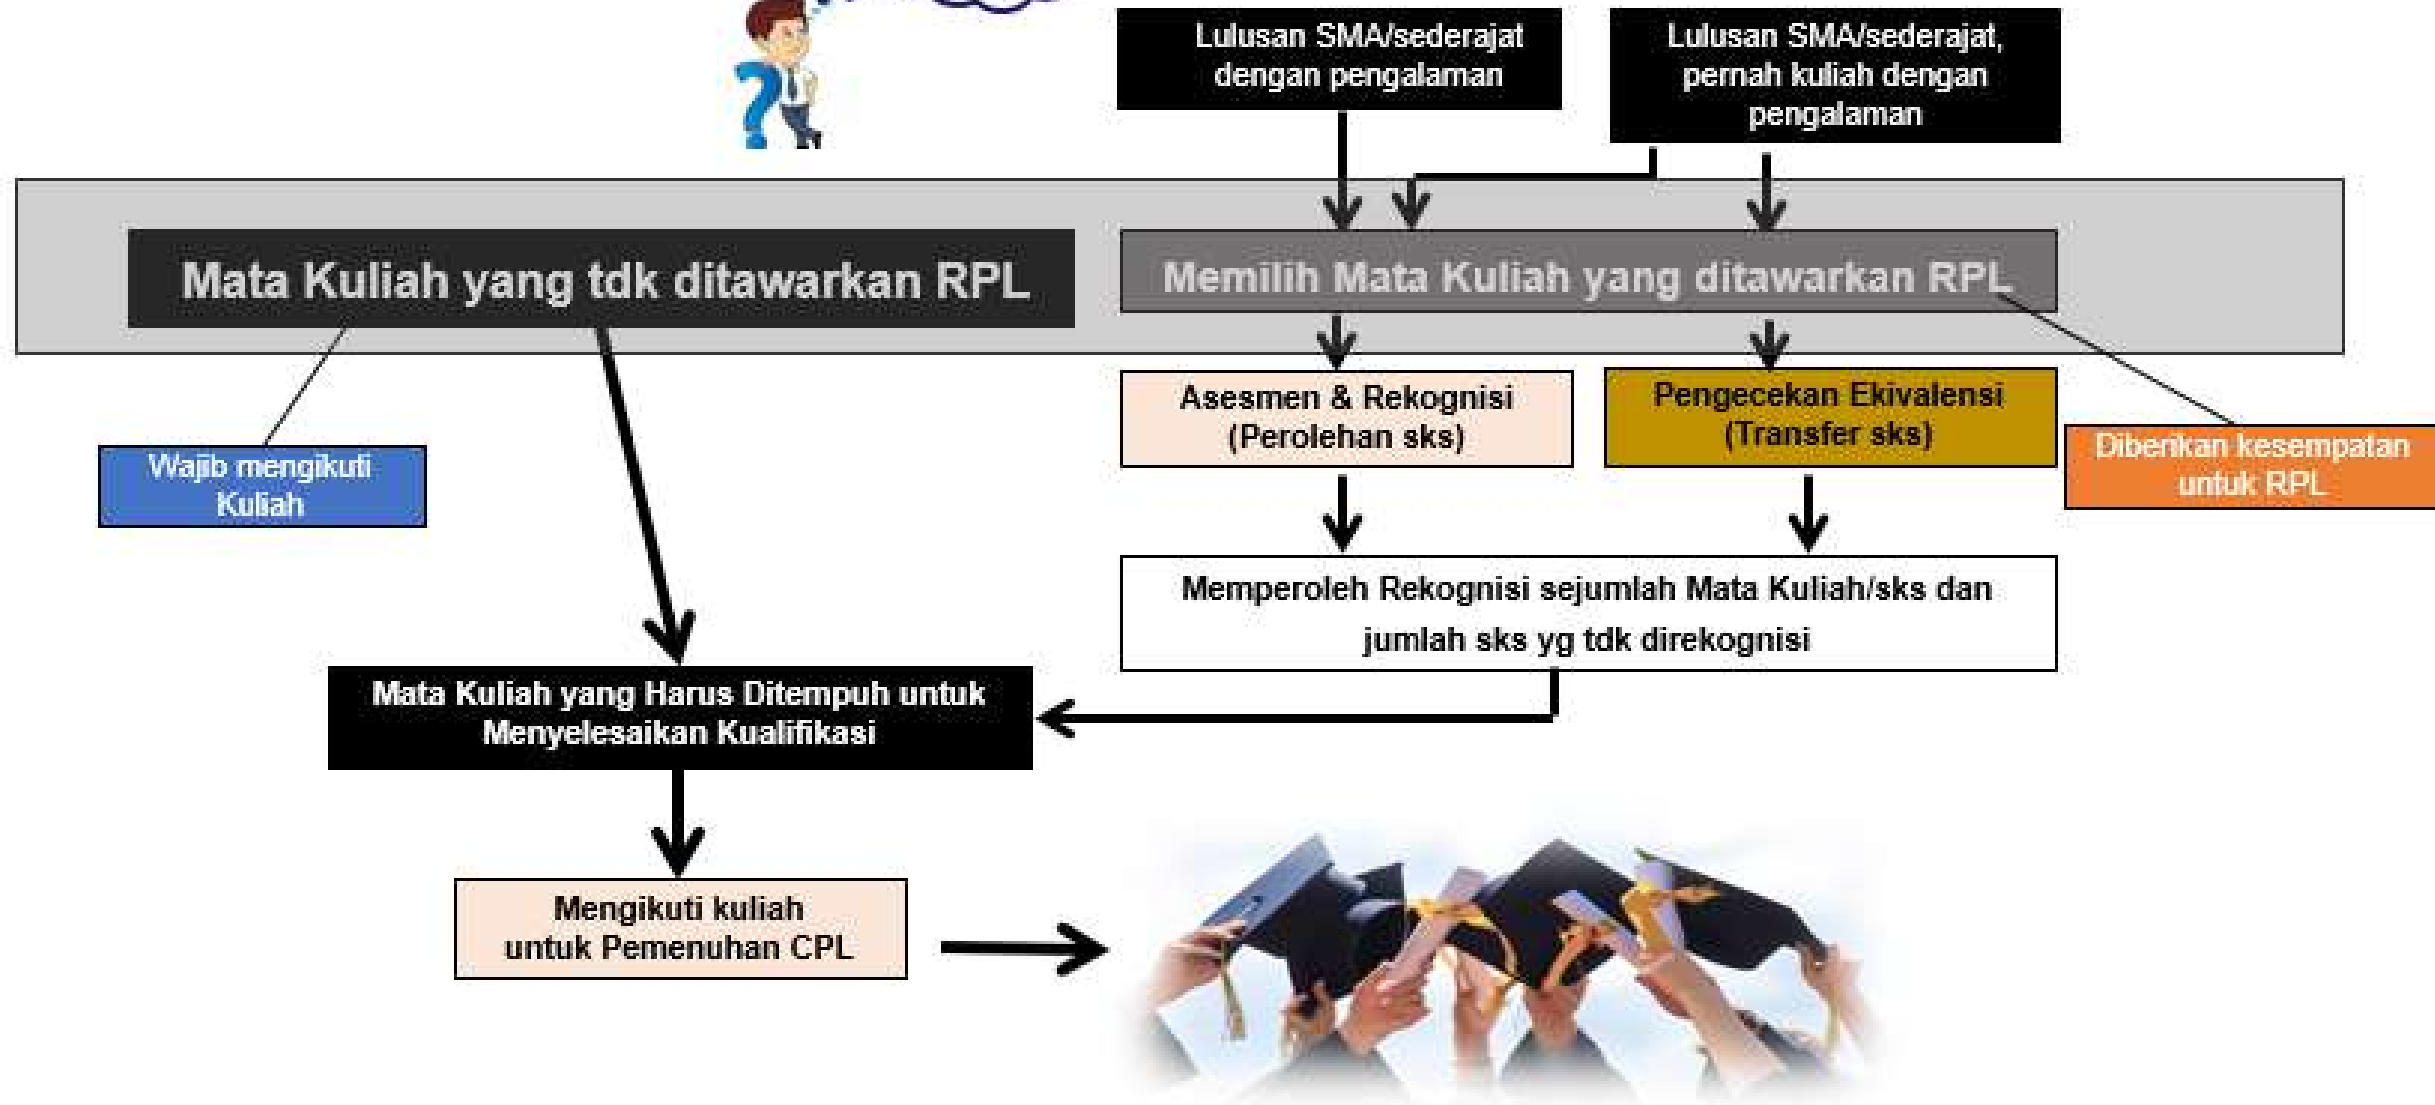 Lulusan SMA/sederajat
dengan pengalaman
Lulusan SMA/sederajat,
pernah kuliah dengan
pengalaman
Mata Kuliah yang tdk ditawarkan RPL
Memilih Mata Kuliah yang ditawarkan RPL
Wajib mengikuti
Kuliah
Asesmen & Rekognisi
(Perolehan sks)
Pengecekan Ekivalensi
(Transfer sks)
Diberikan kesempatan
untuk RPL
Memperoleh Rekognisi sejumlah Mata Kuliah/sks dan
jumlah sks yg tdk direkognisi
Mata Kuliah yang Harus Ditempuh untuk
Menyelesaikan Kualifikasi
Mengikuti kuliah
untuk Pemenuhan CPL